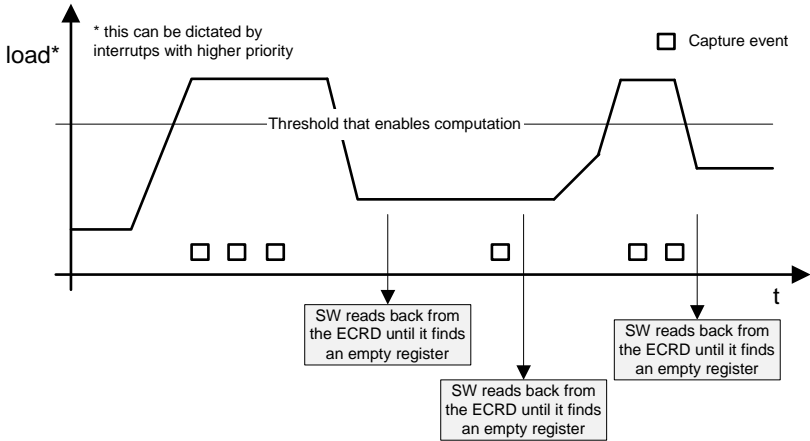 * this can be dictated by
interrutps with higher priority
load*
Capture event
Threshold that enables computation
t
SW reads back from
the ECRD until it finds
an empty register
SW reads back from
the ECRD until it finds
an empty register
SW reads back from
the ECRD until it finds
an empty register